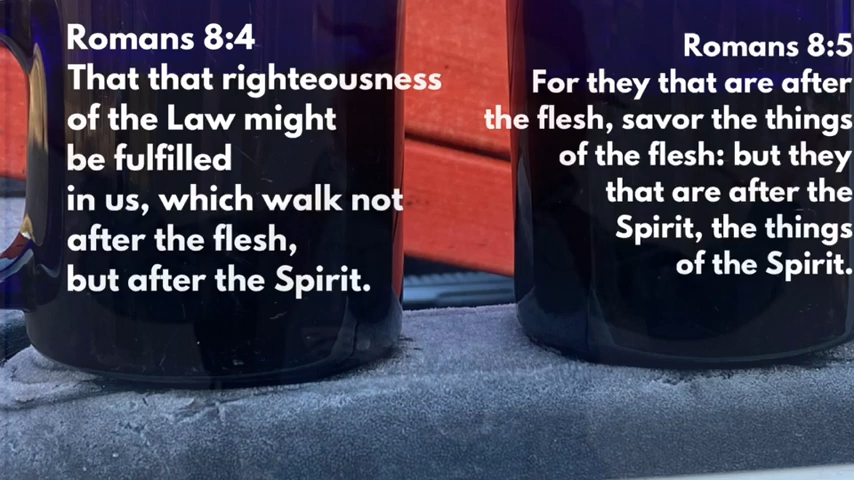 Romans 8:4
That that righteousness
of the Law might
be fulfilled
in us, which walk not
after the flesh,
but after the Spirit.
Romans 8:5
For they that are after
the flesh, savor the things
of the flesh: but they
that are after the
Spirit, the things
of the Spirit.